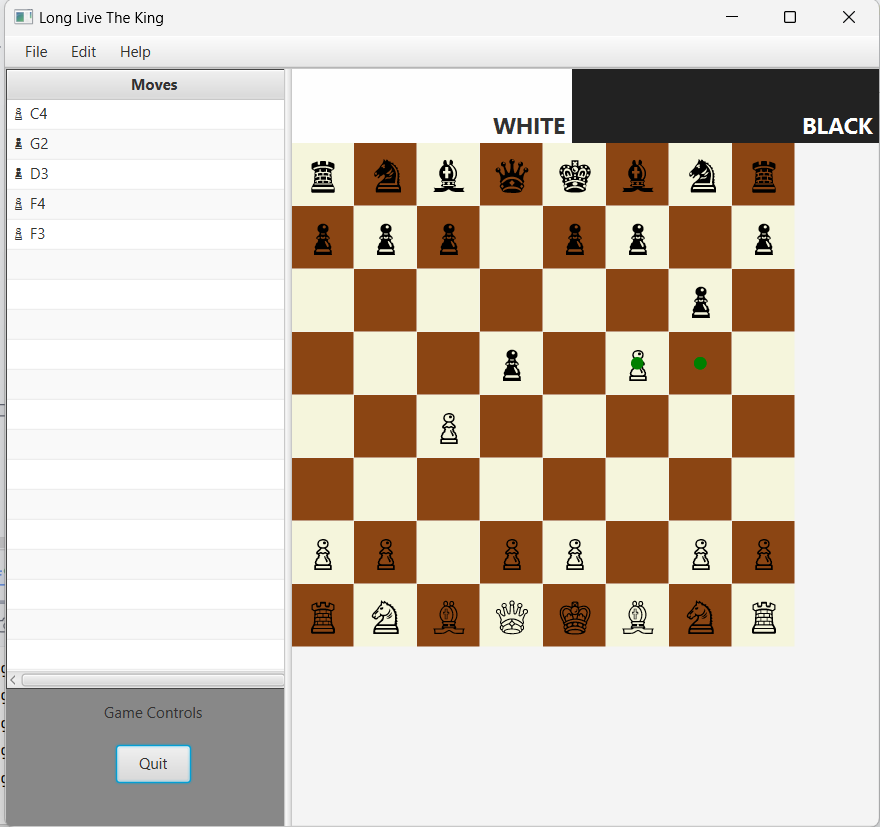 Long Live The King
File Edit Help
Moves
♙ C4
♟ G2
♟ D3
♙ F4
♙ F3
WHITE
BLACK
Game Controls
Quit